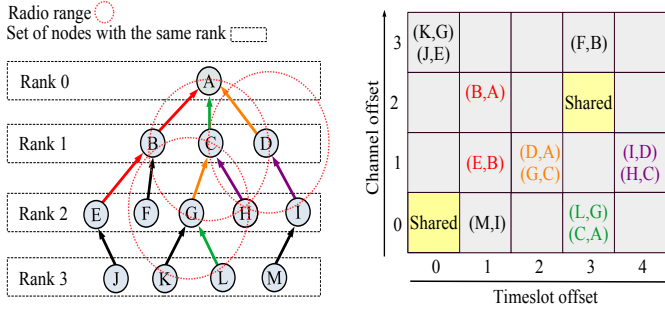 Radio range
Set of nodes with the same rank
Rank 0
A
Rank 1
B
C
D
Rank 2
E
F
G
H
I
Rank 3
J
K
L
M
Channel offset
3
(K,G)
(J,E)
(F,B)
2
(B,A)
Shared
1
(E,B)
(D,A)
(G,C)
(I,D)
(H,C)
0
Shared
(M,I)
(L,G)
(C,A)
0
1
2
3
4
Timeslot offset